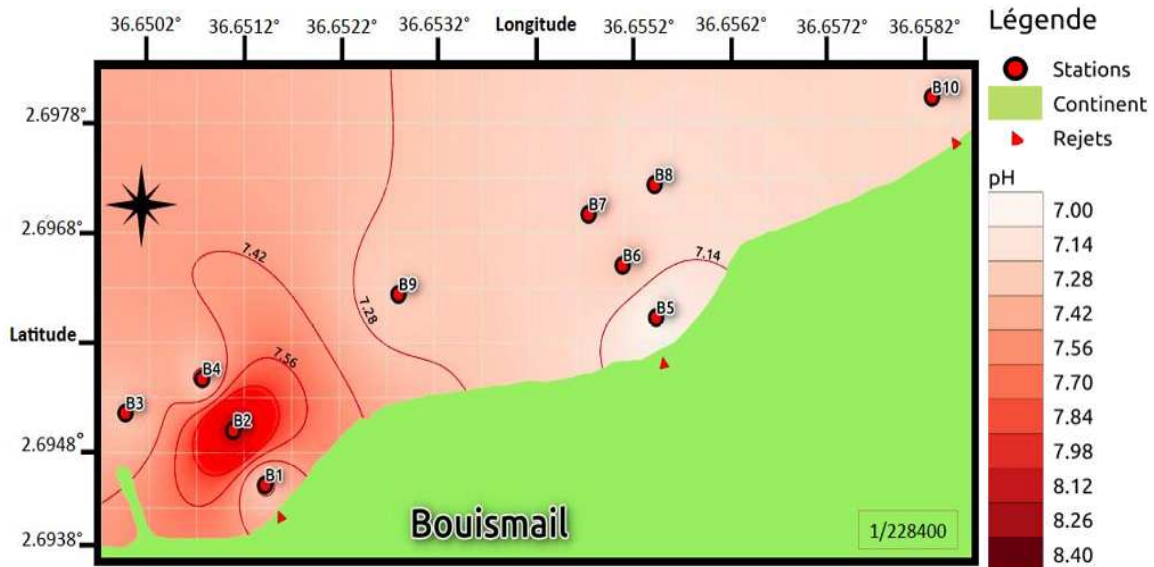 36.6502° 36.6512° 36.6522° 36.6532° Longitude 36.6552° 36.6562° 36.6572° 36.6582°
Légende
Stations
Continent
Rejets
pH
7.00
7.14
7.28
7.42
7.56
7.70
7.84
7.98
8.12
8.26
8.40
2.6978°
2.6968°
Latitude
2.6948°
2.6938°
B10
B8
B7
B6
7.14
B5
B9
7.28
7.42
7.56
B4
B3
B2
B1
Bouismail
1/228400